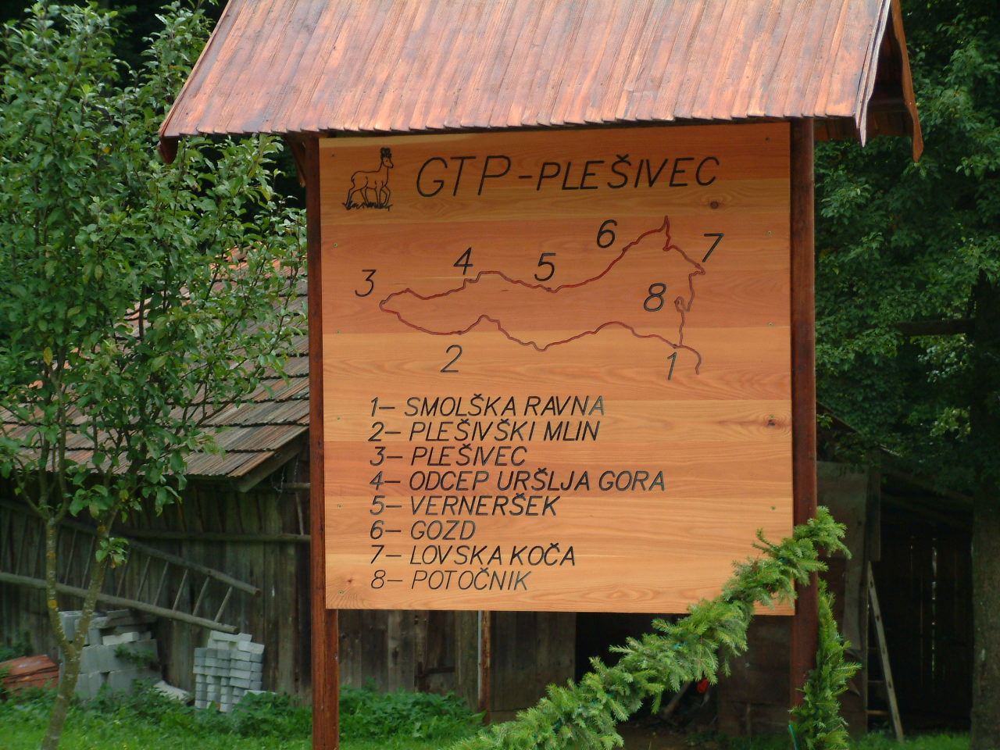 GTP-PLEŠIVEC
6
7
4
5
3
8
2
1
1- SMOLŠKA RAVNA
2- PLEŠIVŠKI MLIN
3- PLEŠIVEC
4- ODCEP URŠLJA GORA
5- VERNERŠEK
6- GOZD
7- LOVSKA KOČA
8- POTOČNIK